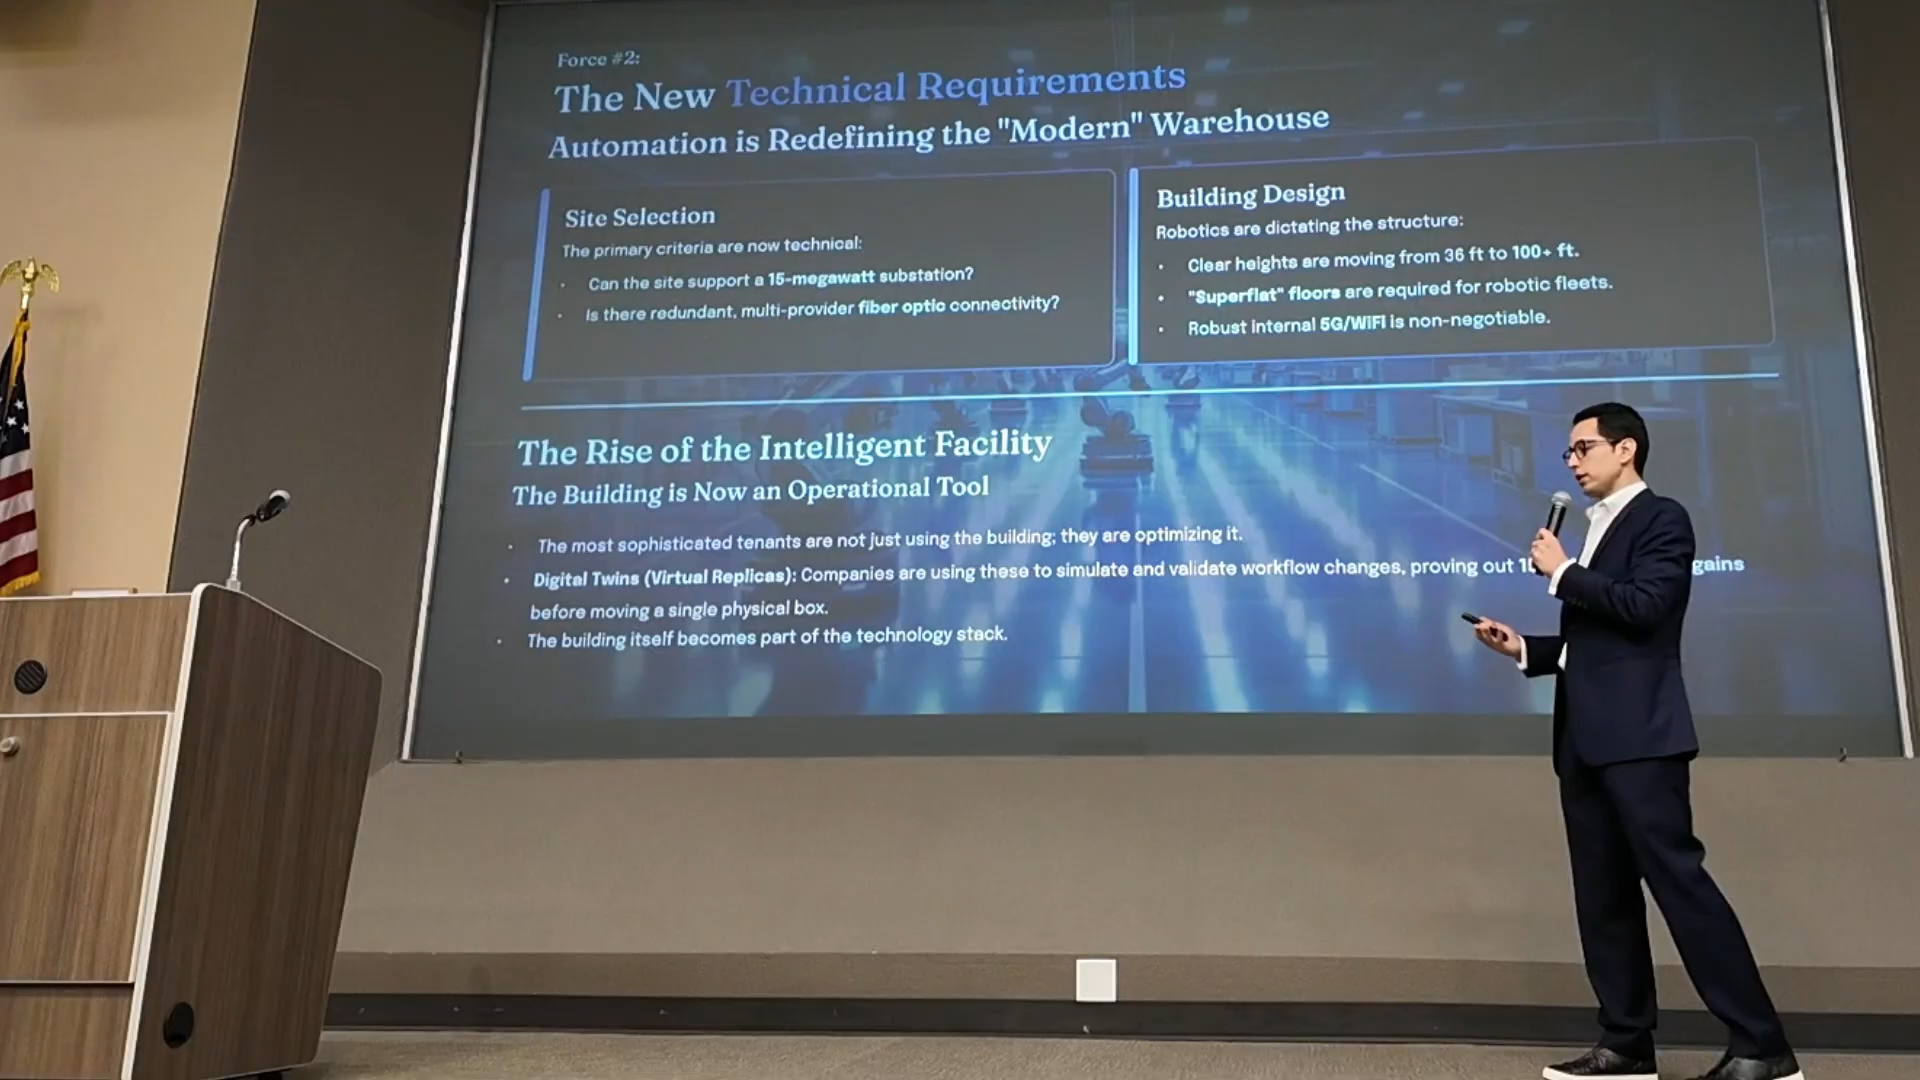 Force #2:
The New Technical Requirements
Automation is Redefining the "Modern" Warehouse
Site Selection
The primary criteria are now technical:
· Can the site support a 15-megawatt substation?
· Is there redundant, multi-provider fiber optic connectivity?
Building Design
Robotics are dictating the structure:
· Clear heights are moving from 36 ft to 100+ ft.
· "Superflat" floors are required for robotic fleets.
· Robust internal 5G/WiFi is non-negotiable.
The Rise of the Intelligent Facility
The Building is Now an Operational Tool
· The most sophisticated tenants are not just using the building; they are optimizing it.
· Digital Twins (Virtual Replicas): Companies are using these to simulate and validate workflow changes, proving out gains
before moving a single physical box.
· The building itself becomes part of the technology stack.